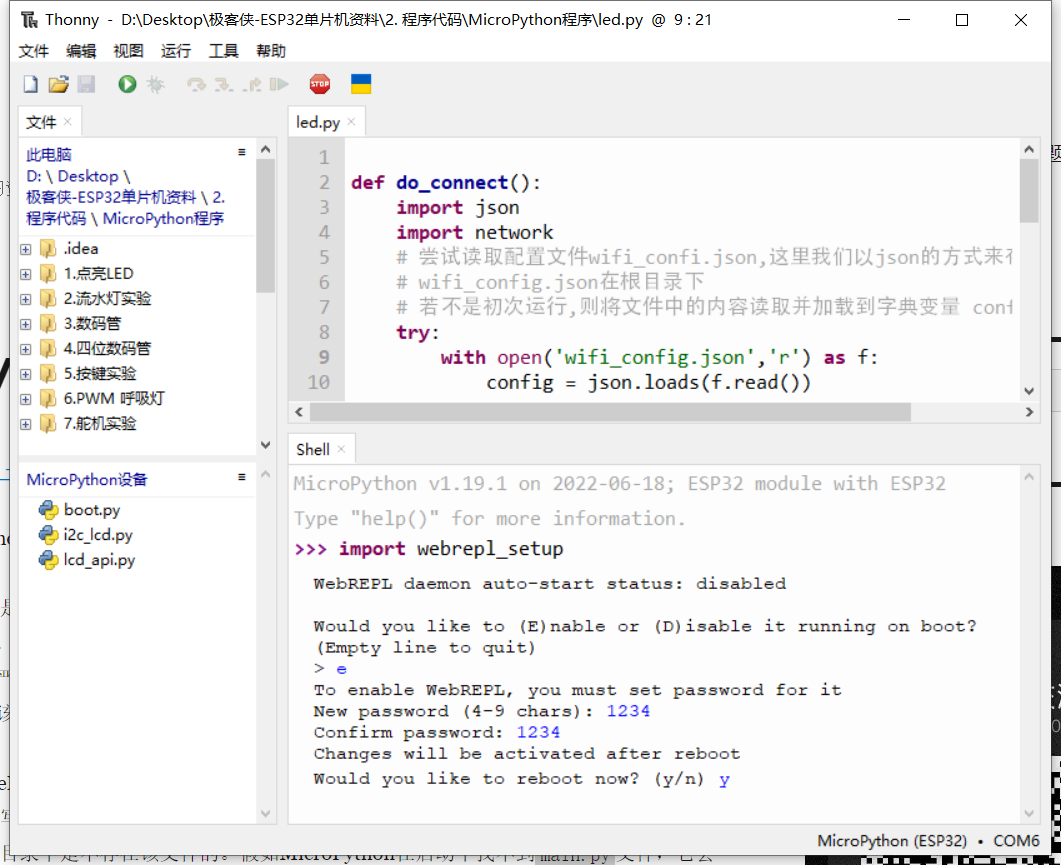 Thonny - D:\Desktop\极客侠-ESP32单片机资料\2. 程序代码\MicroPython程序\led.py @ 9 : 21
文件 编辑 视图 运行 工具 帮助
STOP
文件 ×
此电脑 ≡
D: \ Desktop \
极客侠-ESP32单片机资料 \ 2.
程序代码 \ MicroPython程序
.idea
1.点亮LED
2.流水灯实验
3.数码管
4.四位数码管
5.按键实验
6.PWM 呼吸灯
7.舵机实验
MicroPython设备 ≡
boot.py
i2c_lcd.py
lcd_api.py
led.py ×
1
2 def do_connect():
3 import json
4 import network
5 # 尝试读取配置文件wifi_confi.json,这里我们以json的方式来
6 # wifi_config.json在根目录下
7 # 若不是初次运行,则将文件中的内容读取并加载到字典变量 conf
8 try:
9 with open('wifi_config.json','r') as f:
10 config = json.loads(f.read())
Shell ×
MicroPython v1.19.1 on 2022-06-18; ESP32 module with ESP32
Type "help()" for more information.
>>> import webrepl_setup
WebREPL daemon auto-start status: disabled
Would you like to (E)nable or (D)isable it running on boot?
(Empty line to quit)
> e
To enable WebREPL, you must set password for it
New password (4-9 chars): 1234
Confirm password: 1234
Changes will be activated after reboot
Would you like to reboot now? (y/n) y
MicroPython (ESP32) • COM6